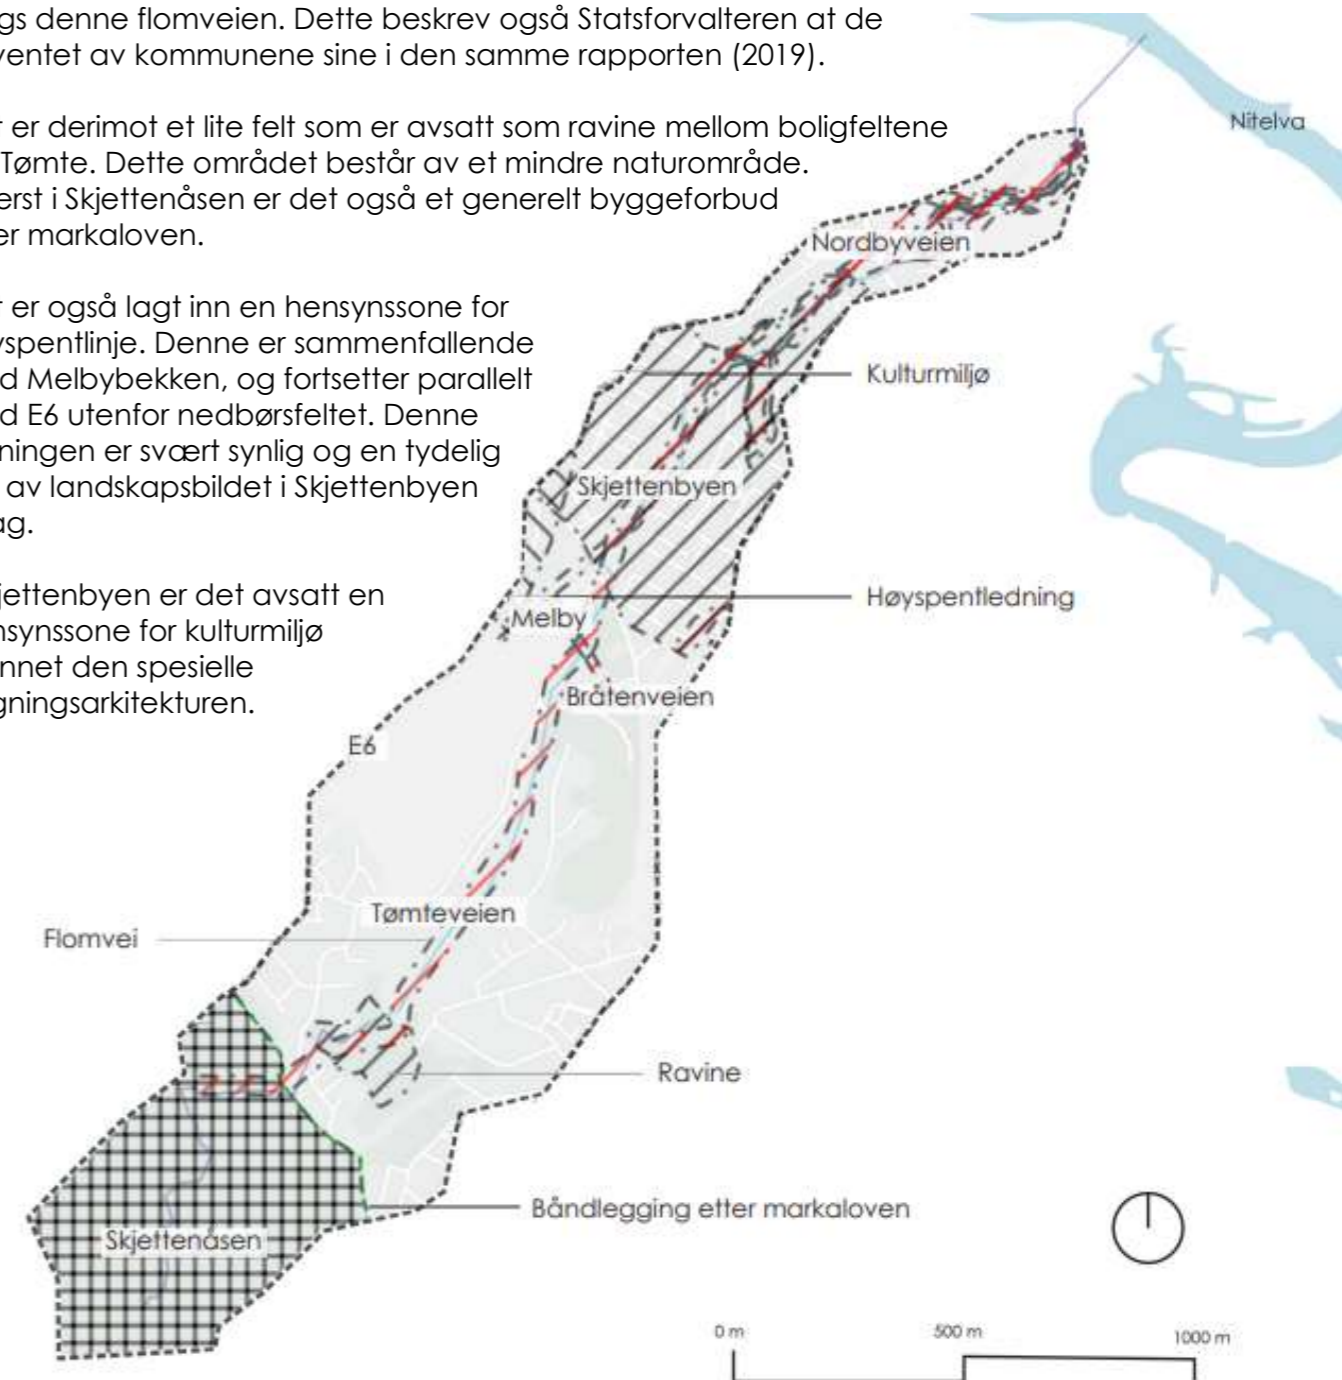 gs denne flomveien. Dette beskrev også Statsforvalteren at de
ventet av kommunene sine i den samme rapporten (2019).
er derimot et lite felt som er avsatt som ravine mellom boligfeltene
Tømte. Dette området består av et mindre naturområde.
erst i Skjettenåsen er det også et generelt byggeforbud
er markaloven.
er også lagt inn en hensynssone for
yspentlinje. Denne er sammenfallende
d Melbybekken, og fortsetter parallelt
d E6 utenfor nedbørsfeltet. Denne
ningen er svært synlig og en tydelig
av landskapsbildet i Skjettenbyen
ag.
jettenbyen er det avsatt en
nsynssone for kulturmiljø
nnet den spesielle
gningsarkitekturen.
Nitelva
Nordbyveien
Kulturmiljø
Skjettenbyen
Høyspentledning
Melby
Bråtenveien
E6
Tømteveien
Flomvei
Ravine
Båndlegging etter markaloven
Skjettenåsen
0 m 500 m 1000 m